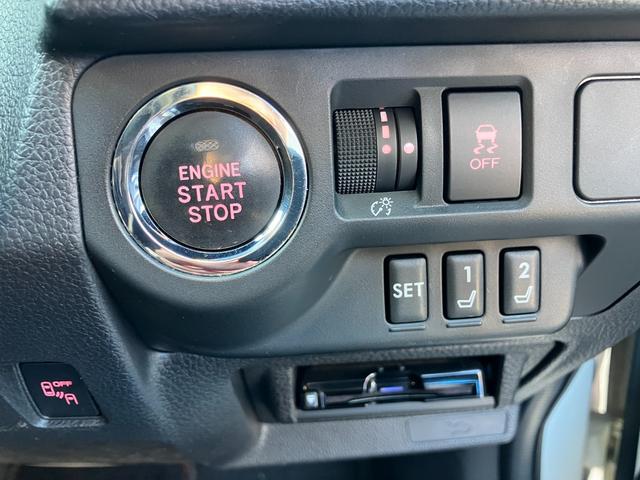 ENGINE
START
STOP
OFF
SET
1
2
OFF
A